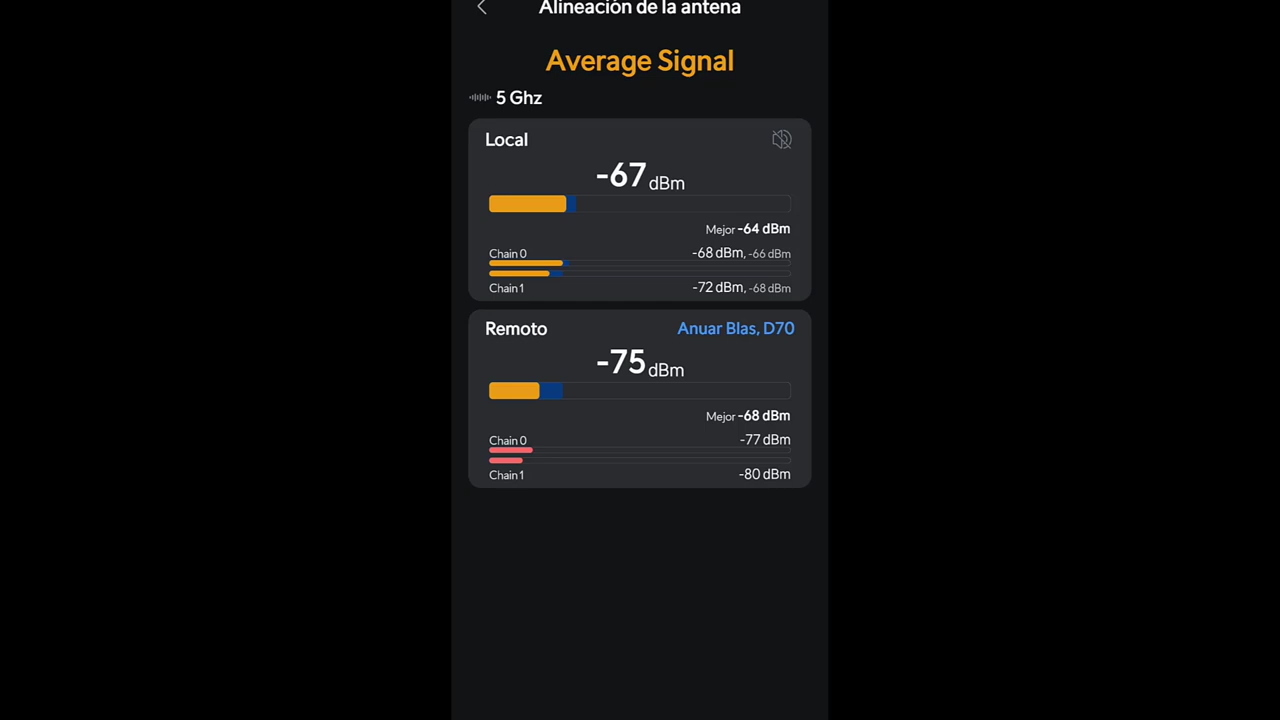 Alineación de la antena
Average Signal
5 Ghz
Local
-67 dBm
Mejor -64 dBm
Chain 0 -68 dBm, -66 dBm
Chain 1 -72 dBm, -68 dBm
Remoto Anuar Blas, D70
-75 dBm
Mejor -68 dBm
Chain 0 -77 dBm
Chain 1 -80 dBm